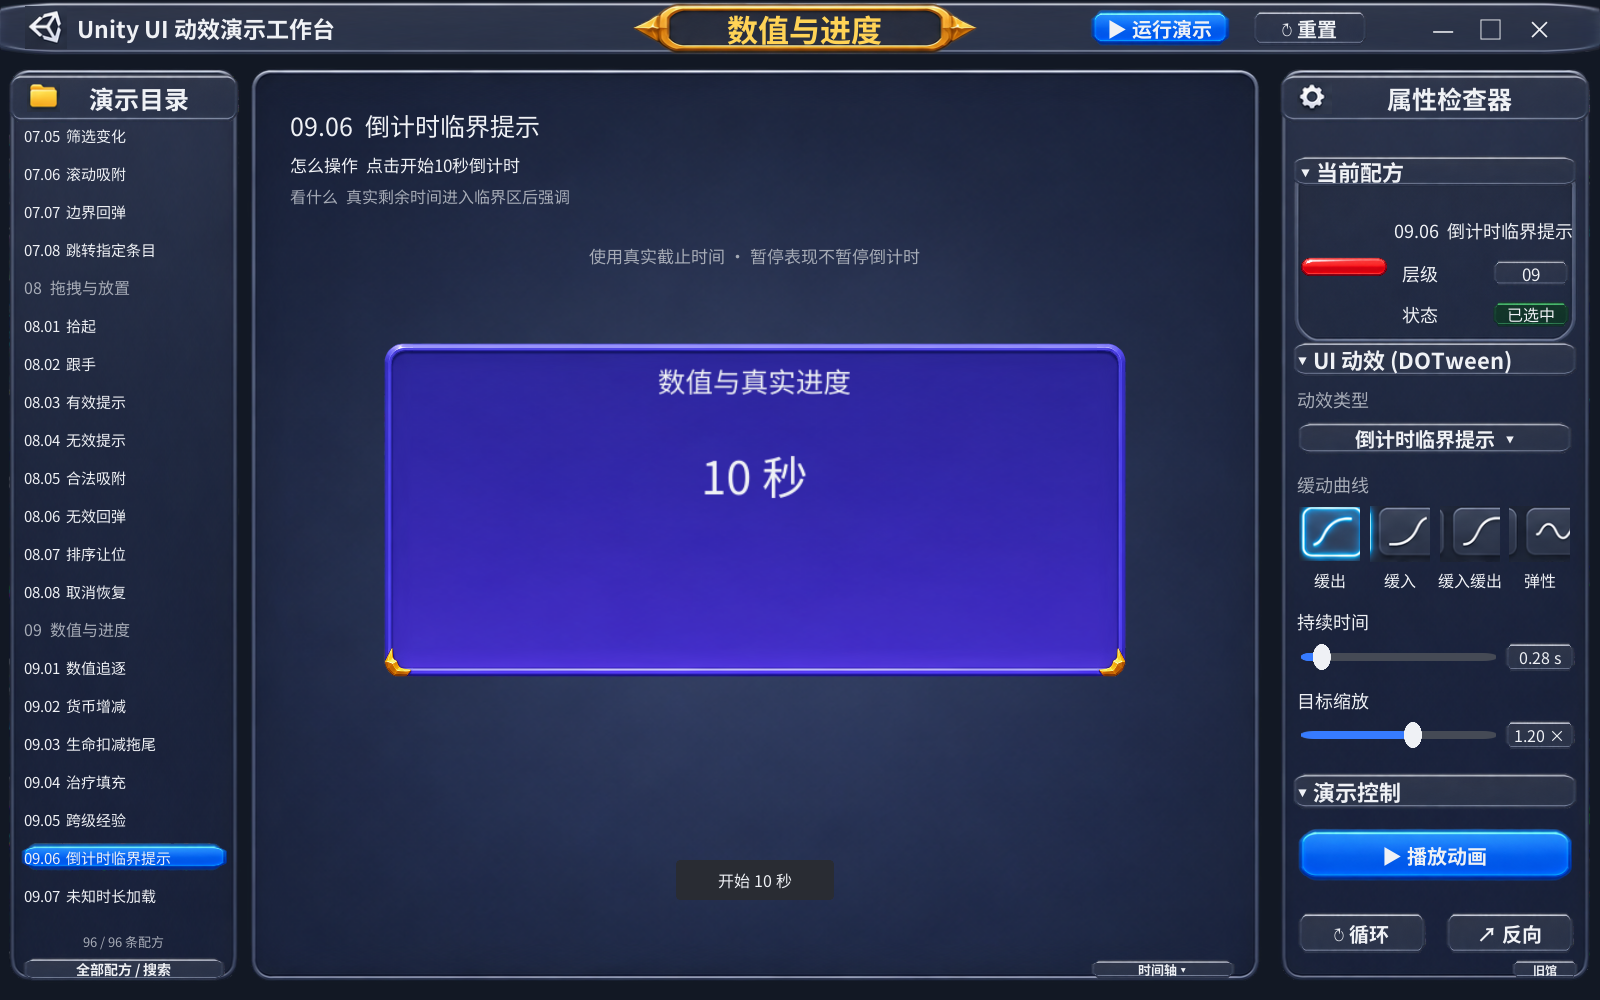 Unity UI 动效演示工作台
数值与进度
▶ 运行演示
↻ 重置
演示目录
07.05 筛选变化
07.06 滚动吸附
07.07 边界回弹
07.08 跳转指定条目
08 拖拽与放置
08.01 拾起
08.02 跟手
08.03 有效提示
08.04 无效提示
08.05 合法吸附
08.06 无效回弹
08.07 排序让位
08.08 取消恢复
09 数值与进度
09.01 数值追逐
09.02 货币增减
09.03 生命扣减拖尾
09.04 治疗填充
09.05 跨级经验
09.06 倒计时临界提示
09.07 未知时长加载
96 / 96 条配方
全部配方 / 搜索
09.06 倒计时临界提示
怎么操作 点击开始10秒倒计时
看什么 真实剩余时间进入临界区后强调
使用真实截止时间 · 暂停表现不暂停倒计时
数值与真实进度
10 秒
开始 10 秒
时间轴 ▾
属性检查器
▾ 当前配方
09.06 倒计时临界提示
层级 09
状态 已选中
▾ UI 动效 (DOTween)
动效类型
倒计时临界提示 ▾
缓动曲线
缓出 缓入 缓入缓出 弹性
持续时间
0.28 s
目标缩放
1.20 ×
▾ 演示控制
▶ 播放动画
↻ 循环
↗ 反向
旧馆